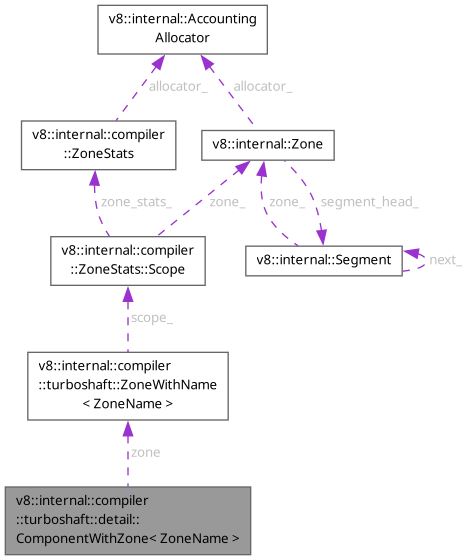 v8::internal::Accounting
Allocator
allocator_
allocator_
v8::internal::compiler
::ZoneStats
v8::internal::Zone
zone_stats_
zone_
zone_
segment_head_
v8::internal::compiler
::ZoneStats::Scope
v8::internal::Segment
next_
scope_
v8::internal::compiler
::turboshaft::ZoneWithName
< ZoneName >
zone
v8::internal::compiler
::turboshaft::detail::
ComponentWithZone< ZoneName >